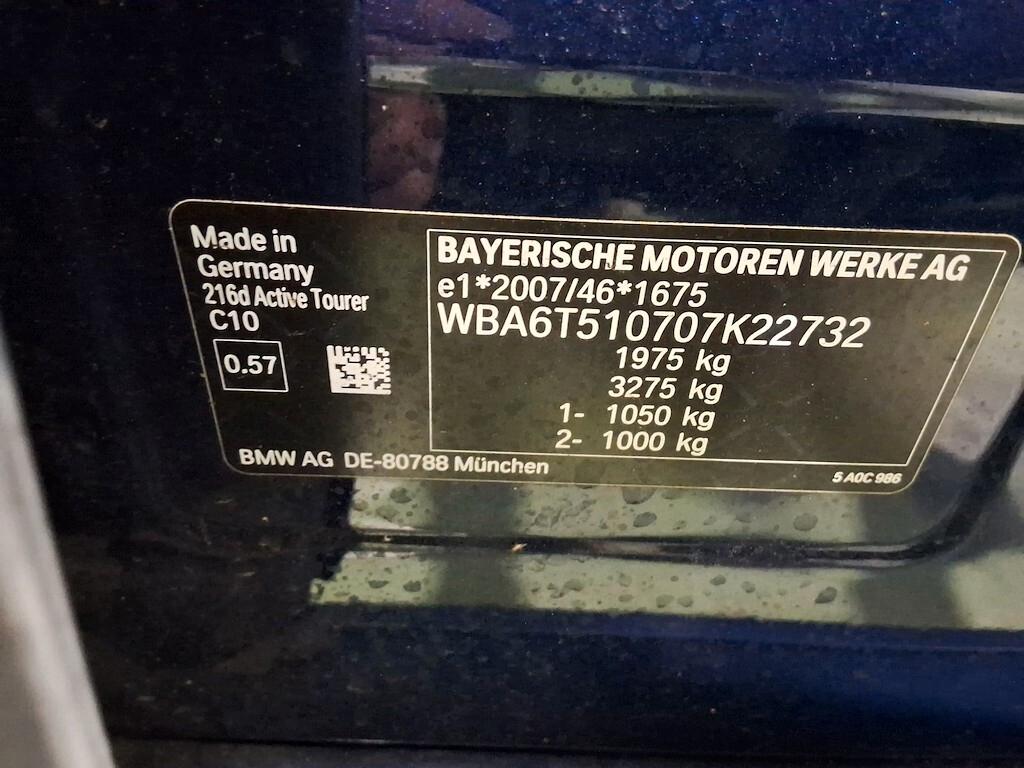 Made in
Germany
216d Active Tourer
C10
0.57
BAYERISCHE MOTOREN WERKE AG
e1*2007/46*1675
WBA6T510707K22732
1975 kg
3275 kg
1- 1050 kg
2- 1000 kg
BMW AG DE-80788 München
5 A0C 986